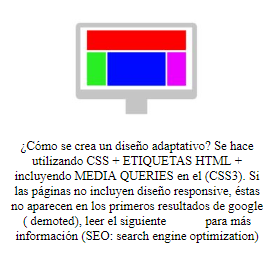 ¿Cómo se crea un diseño adaptativo? Se hace
utilizando CSS + ETIQUETAS HTML +
incluyendo MEDIA QUERIES en el (CSS3). Si
las páginas no incluyen diseño responsive, éstas
no aparecen en los primeros resultados de google
( demoted), leer el siguiente para más
información (SEO: search engine optimization)